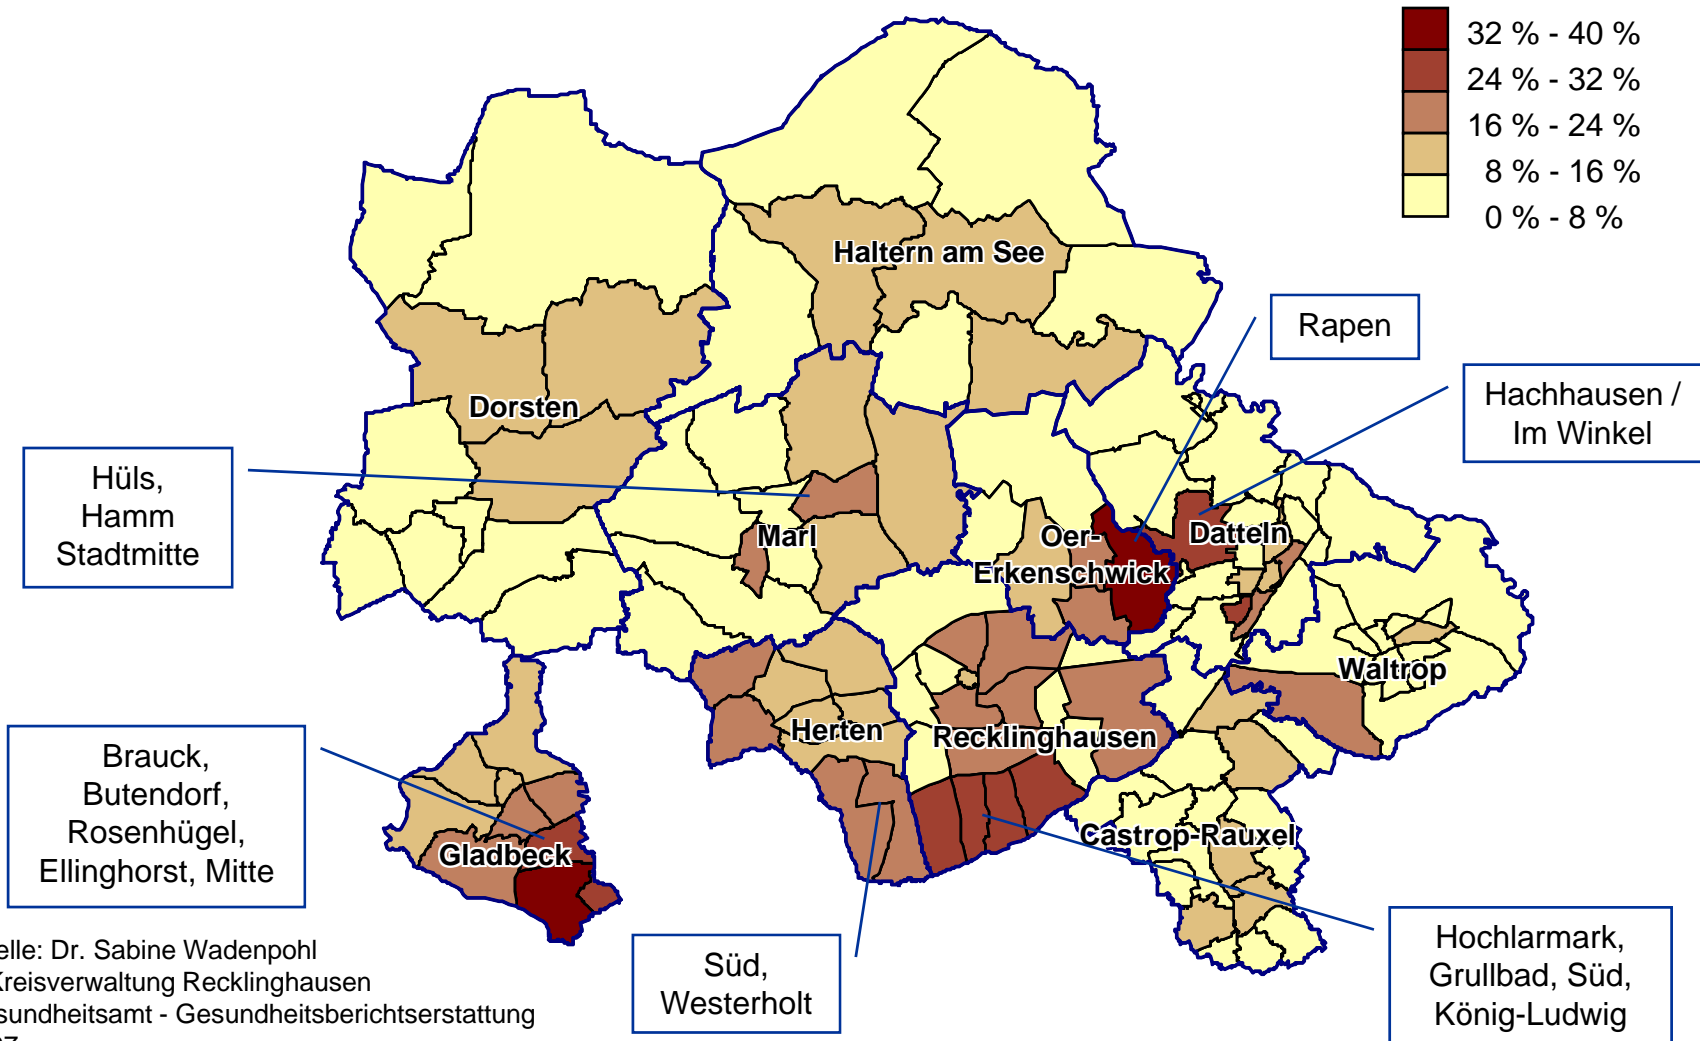 32 % - 40 %
24 % - 32 %
16 % - 24 %
8 % - 16 %
0 % - 8 %
Haltern am See
Rapen
Hachhausen /
Im Winkel
Dorsten
Hüls,
Hamm
Stadtmitte
Marl
Oer-
Erkenschwick
Datteln
Waltrop
Herten
Recklinghausen
Brauck,
Butendorf,
Rosenhügel,
Ellinghorst, Mitte
Gladbeck
Castrop-Rauxel
Süd,
Westerholt
Hochlarmark,
Grullbad, Süd,
König-Ludwig
elle: Dr. Sabine Wadenpohl
Kreisverwaltung Recklinghausen
sundheitsamt - Gesundheitsberichtserstattung